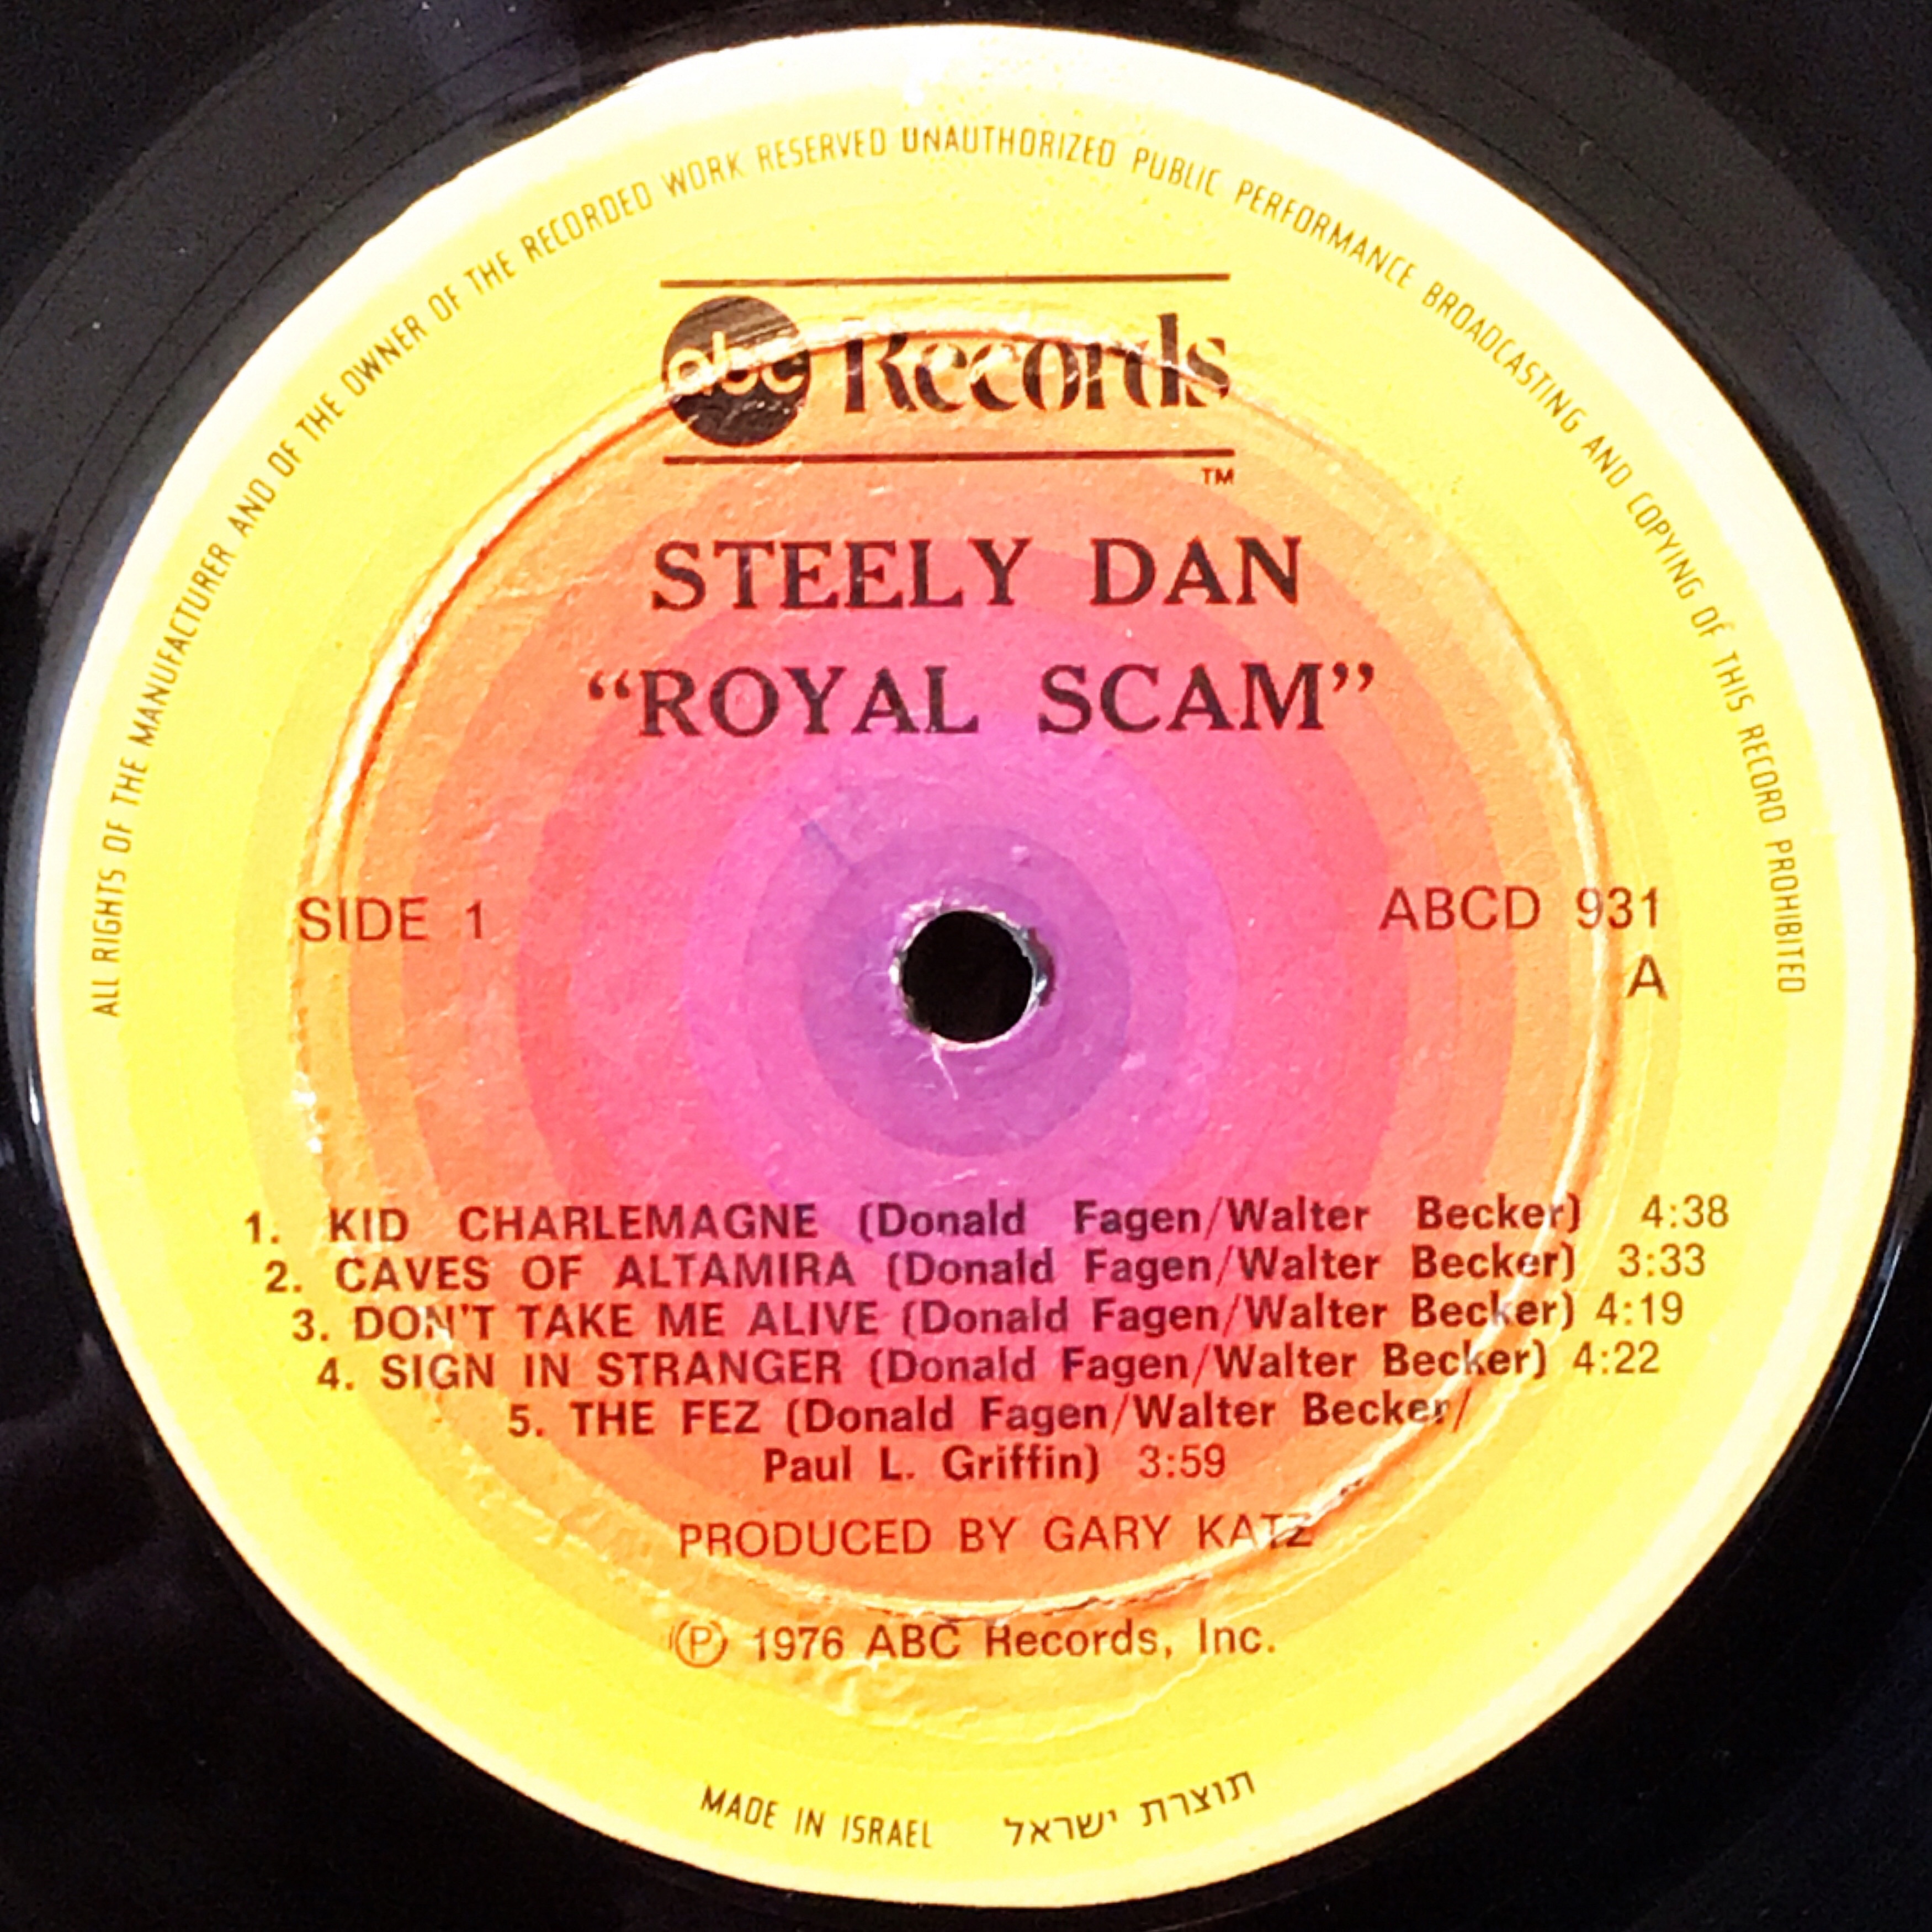 ALL RIGHTS OF THE MANUFACTURER AND OF THE OWNER OF THE RECORDED WORK RESERVED UNAUTHORIZED PUBLIC PERFORMANCE BROADCASTING AND COPYING OF THIS RECORD PROHIBITED
abc Records
TM
STEELY DAN
“ROYAL SCAM”
SIDE 1
ABCD 931
A
1. KID CHARLEMAGNE (Donald Fagen/Walter Becker) 4:38
2. CAVES OF ALTAMIRA (Donald Fagen/Walter Becker) 3:33
3. DON'T TAKE ME ALIVE (Donald Fagen/Walter Becker) 4:19
4. SIGN IN STRANGER (Donald Fagen/Walter Becker) 4:22
5. THE FEZ (Donald Fagen/Walter Becker/
Paul L. Griffin) 3:59
PRODUCED BY GARY KATZ
Ⓟ 1976 ABC Records, Inc.
MADE IN ISRAEL תוצרת ישראל